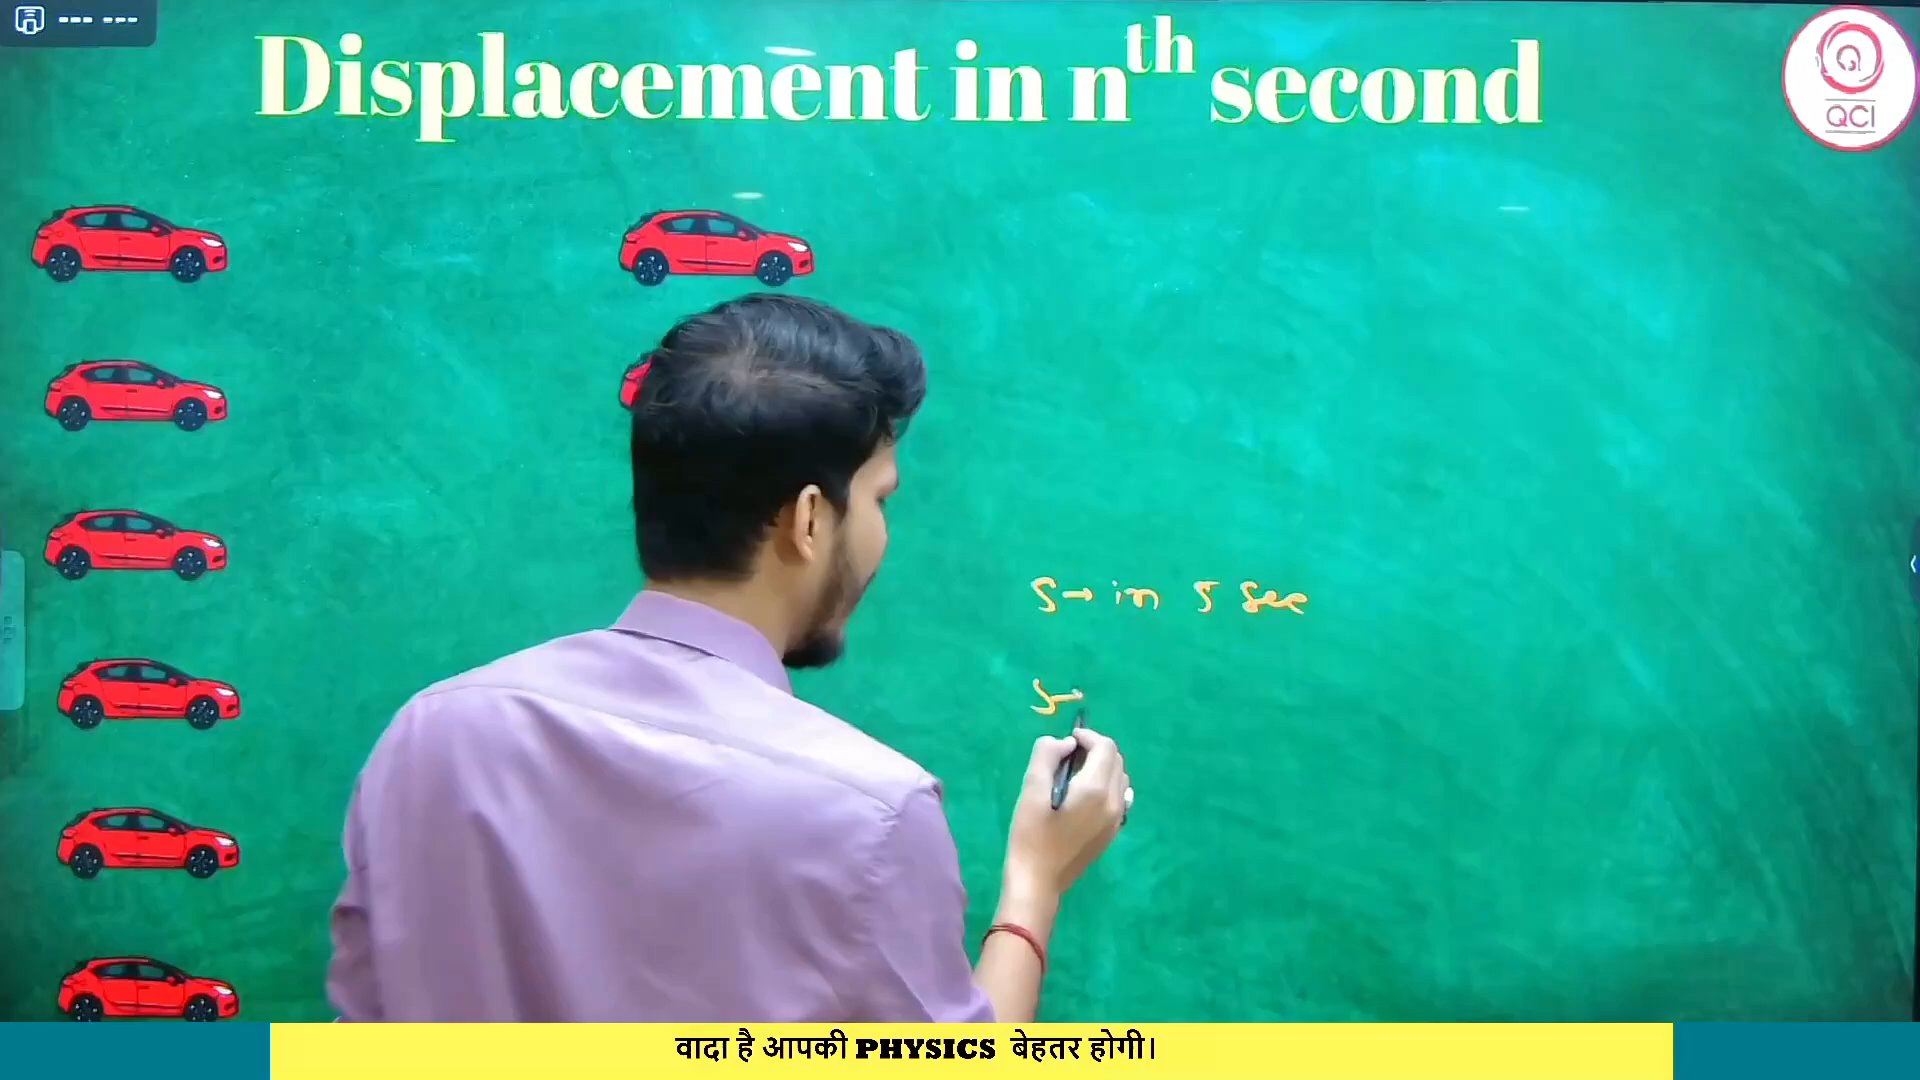 Displacement in nth second
QCI
S → in 5 sec
S
वादा है आपकी PHYSICS बेहतर होगी।